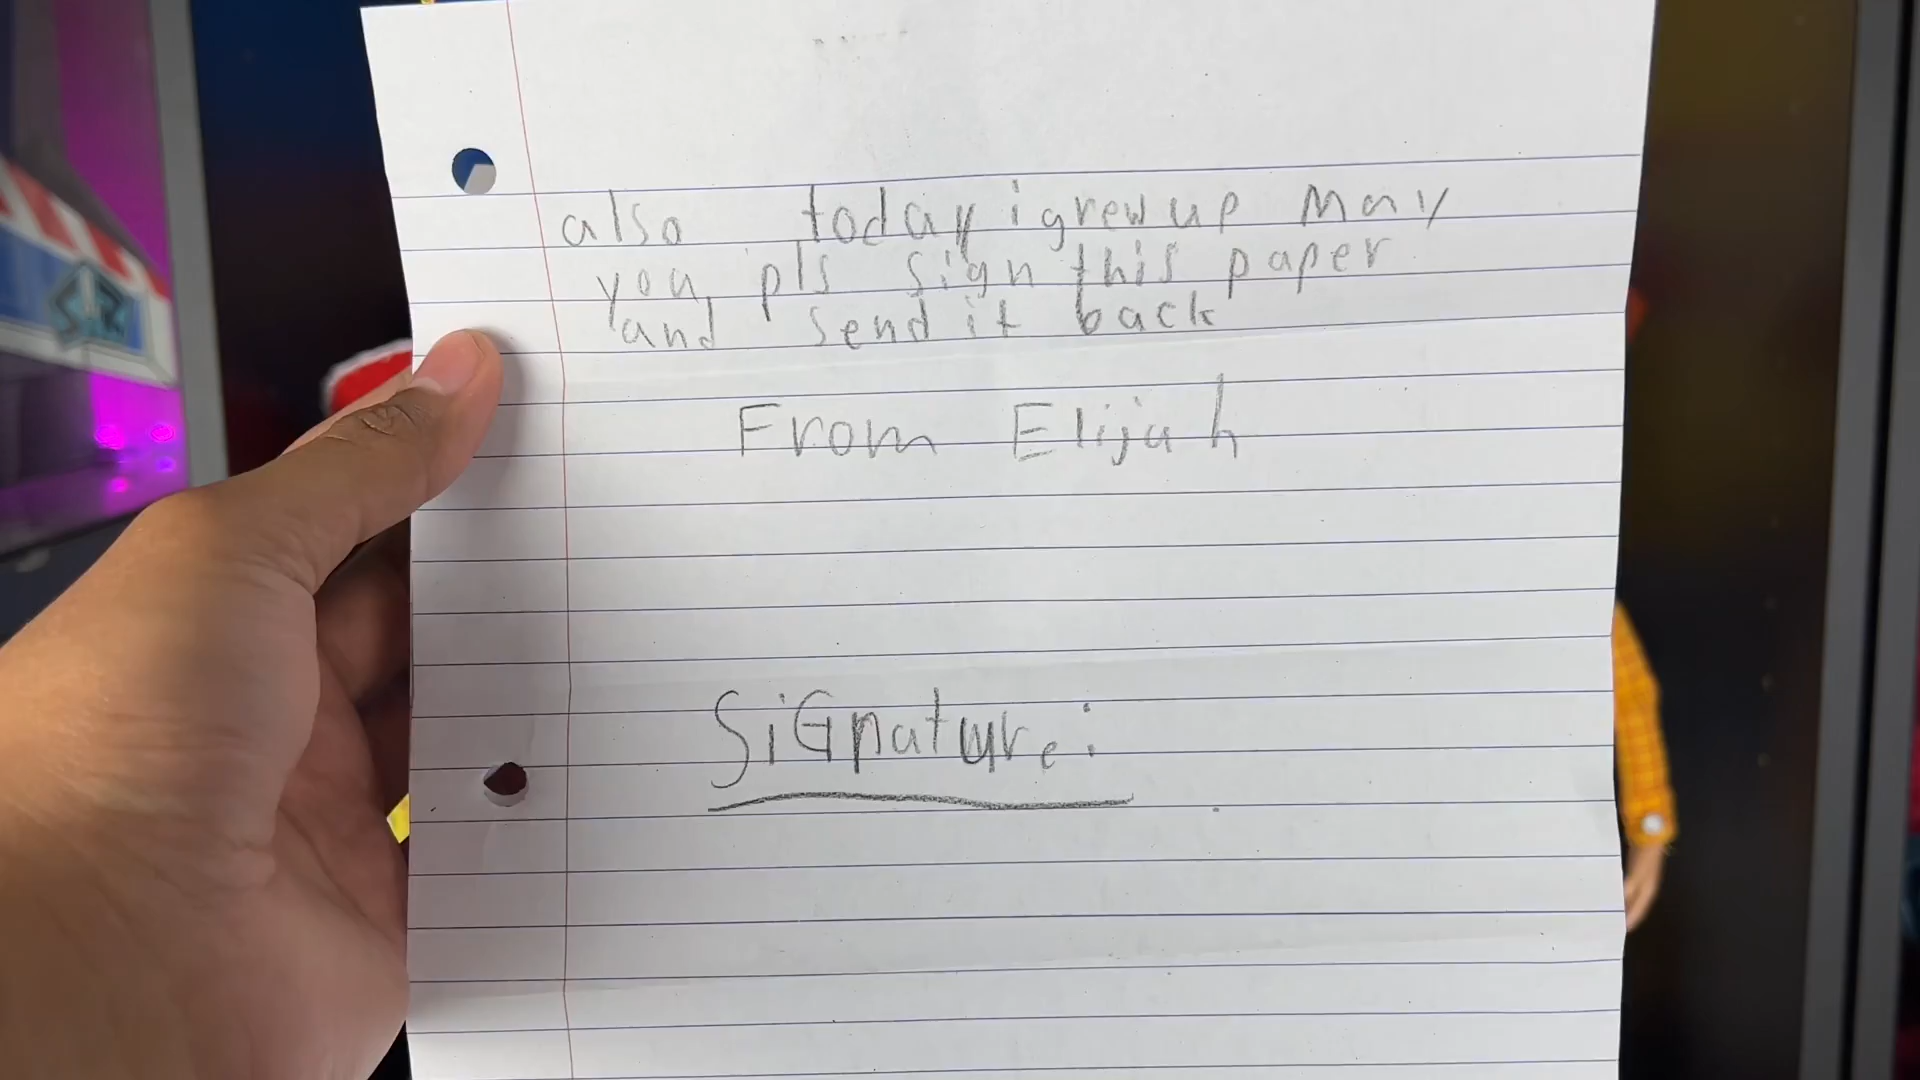 also today i grew up may
you, pls sign this paper
and send it back
From Elijah
SiGnature: